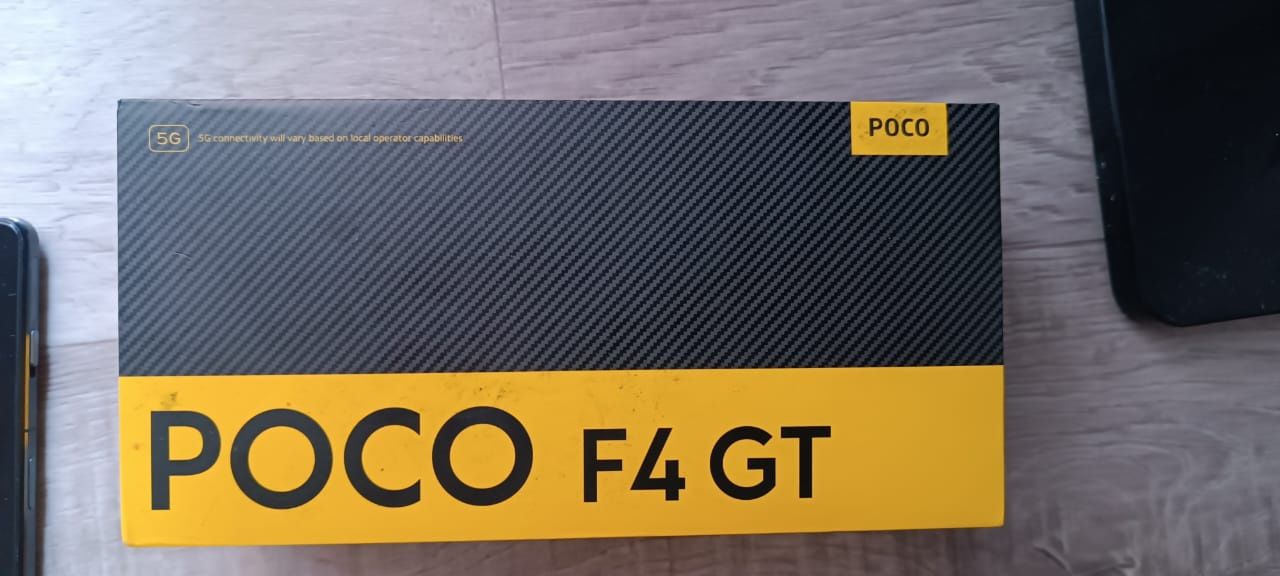 5G 5G connectivity will vary based on local operator capabilities
POCO
POCO F4 GT